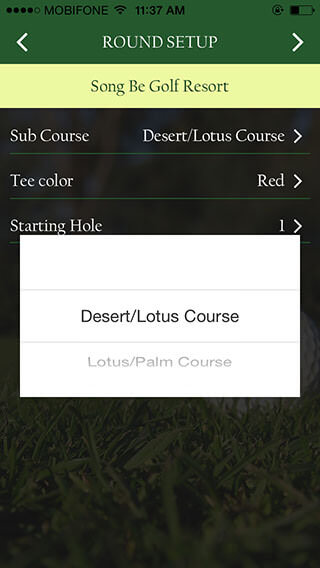 MOBIFONE 11:37 AM
ROUND SETUP
Song Be Golf Resort
Sub Course Desert/Lotus Course
Tee color Red
Starting Hole 1
Desert/Lotus Course
Lotus/Palm Course